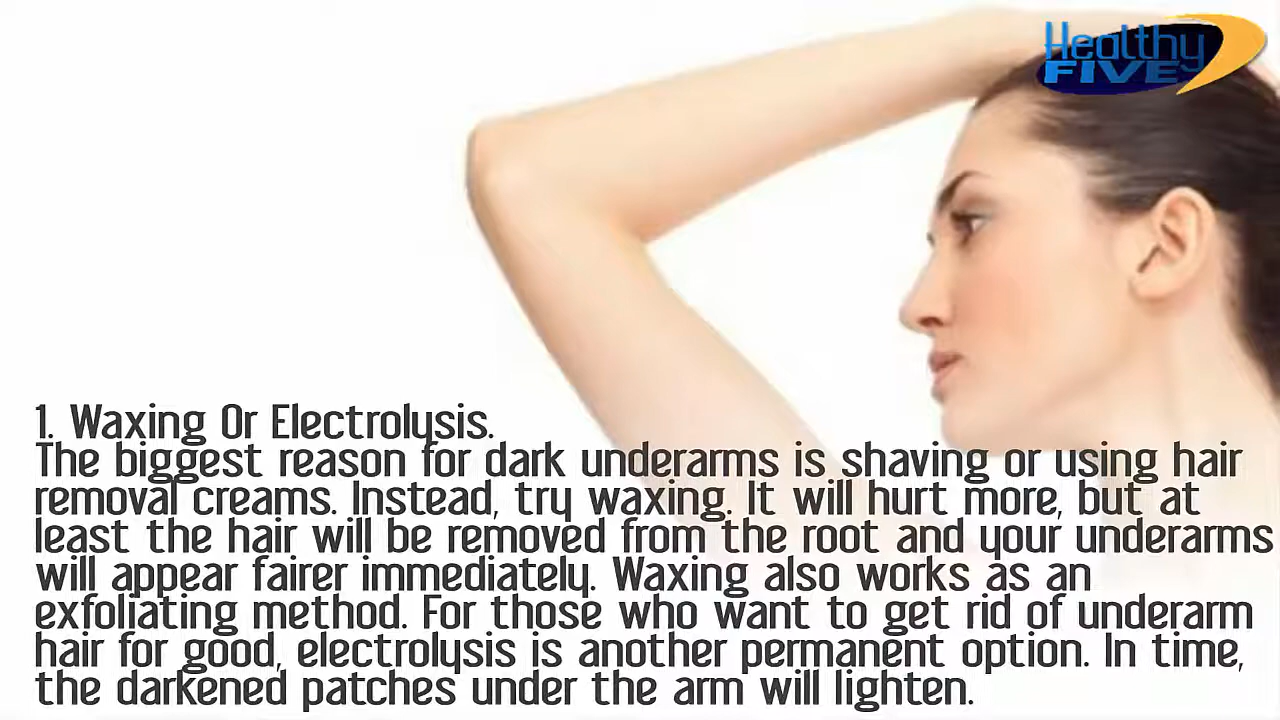 Healthy
FIVE
1. Waxing Or Electrolysis.
The biggest reason for dark underarms is shaving or using hair
removal creams. Instead, try waxing. It will hurt more, but at
least the hair will be removed from the root and your underarms
will appear fairer immediately. Waxing also works as an
exfoliating method. For those who want to get rid of underarm
hair for good, electrolysis is another permanent option. In time,
the darkened patches under the arm will lighten.